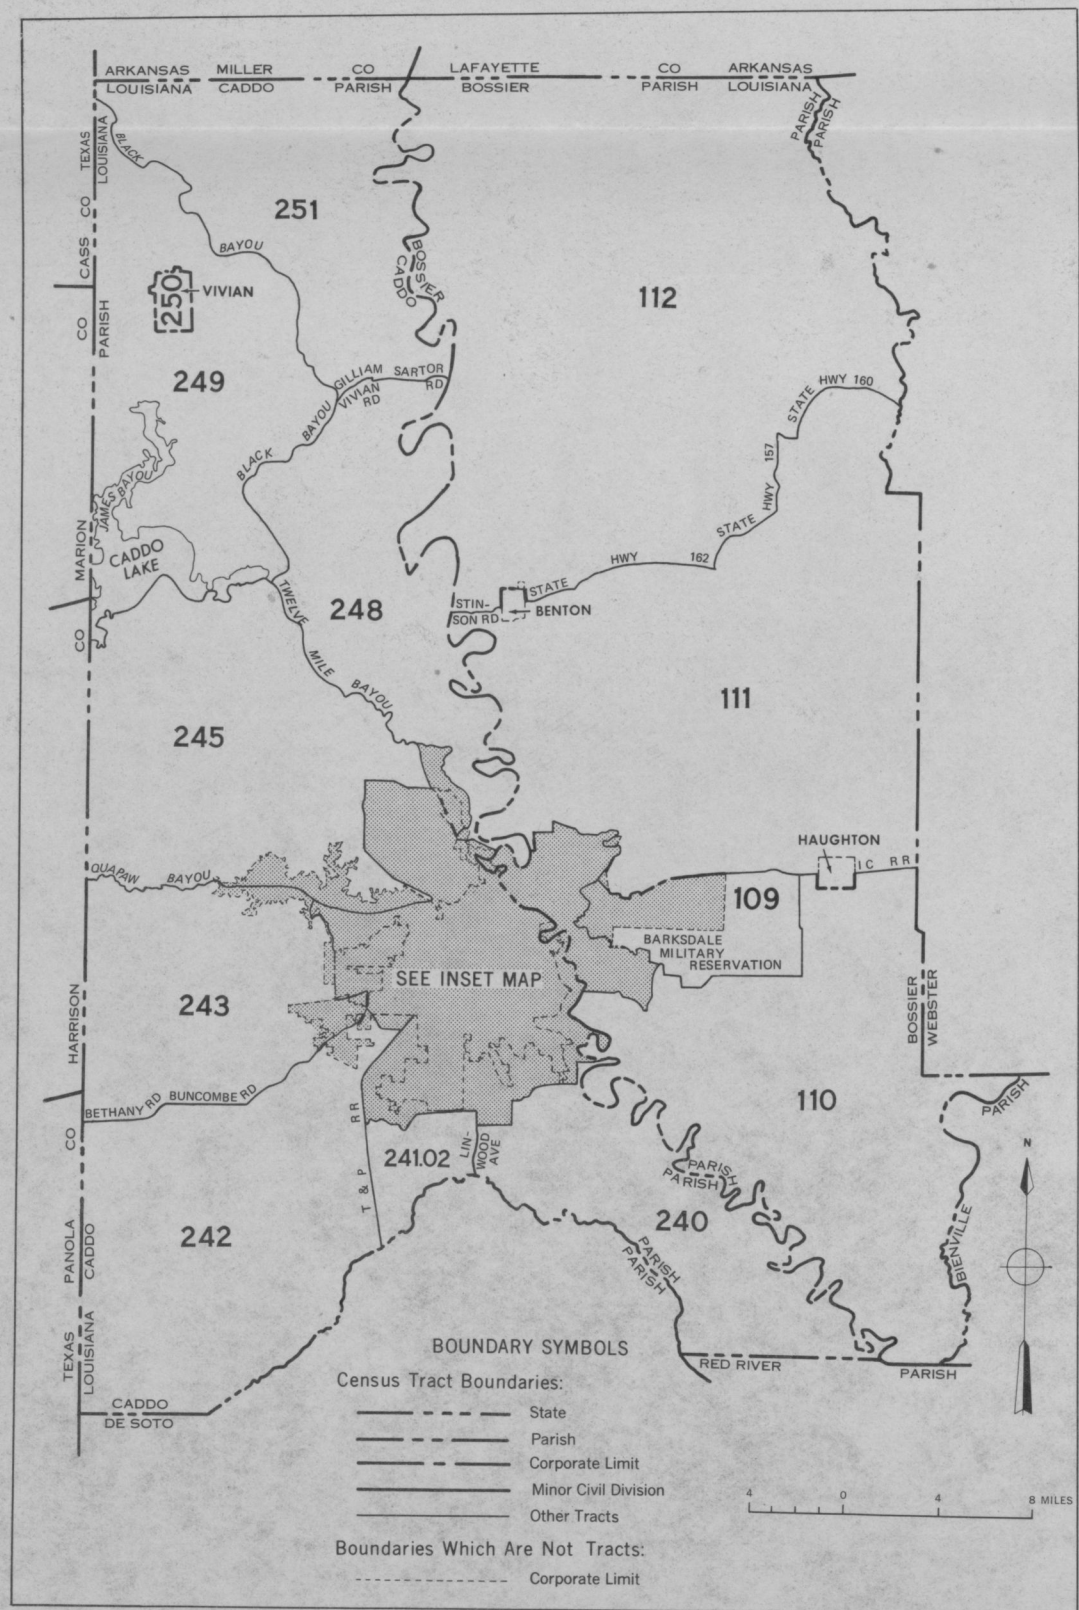 ARKANSAS MILLER CO LAFAYETTE CO ARKANSAS
LOUISIANA CADDO PARISH BOSSIER PARISH LOUISIANA
PARISH
PARISH
TEXAS
LOUISIANA
BLACK
BAYOU
251
CASS CO
CO
PARISH
250
VIVIAN
BOSSIER
CADDO
112
249
GILLIAM SARTOR
VIVIAN RD
RD
STATE HWY 160
BLACK BAYOU
HWY 157
STATE
JAMES BAYOU
CADDO
LAKE
MARION
CO
HWY 162
STATE
STIN-
SON RD
BENTON
248
TWELVE
MILE
BAYOU
111
245
HAUGHTON
I C R R
QUAPAW BAYOU
109
BARKSDALE
MILITARY
RESERVATION
SEE INSET MAP
243
HARRISON
CO
BOSSIER
WEBSTER
BETHANY RD BUNCOMBE RD
110
PARISH
N
RR
T & P
241.02
LIN-
WOOD
AVE
PARISH
PARISH
240
242
PANOLA
CADDO
PARISH
PARISH
BIENVILLE
TEXAS
LOUISIANA
RED RIVER
PARISH
CADDO
DE SOTO
BOUNDARY SYMBOLS
Census Tract Boundaries:
State
Parish
Corporate Limit
Minor Civil Division
Other Tracts
Boundaries Which Are Not Tracts:
Corporate Limit
4 0 4 8 MILES